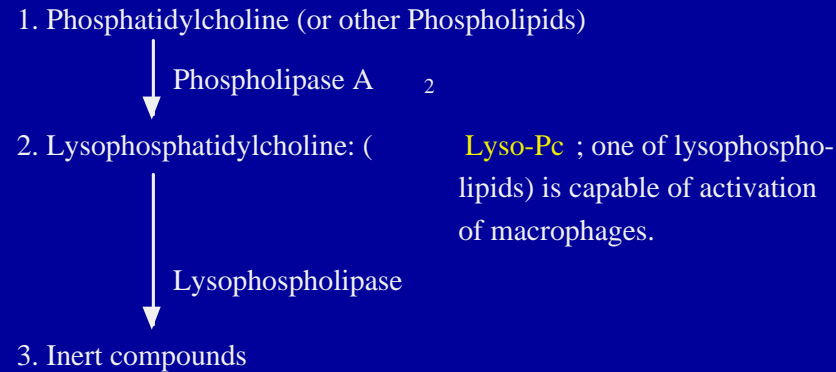 1. Phosphatidylcholine (or other Phospholipids)
Phospholipase A 2
2. Lysophosphatidylcholine: ( Lyso-Pc ; one of lysophospho-
lipids) is capable of activation
of macrophages.
Lysophospholipase
3. Inert compounds